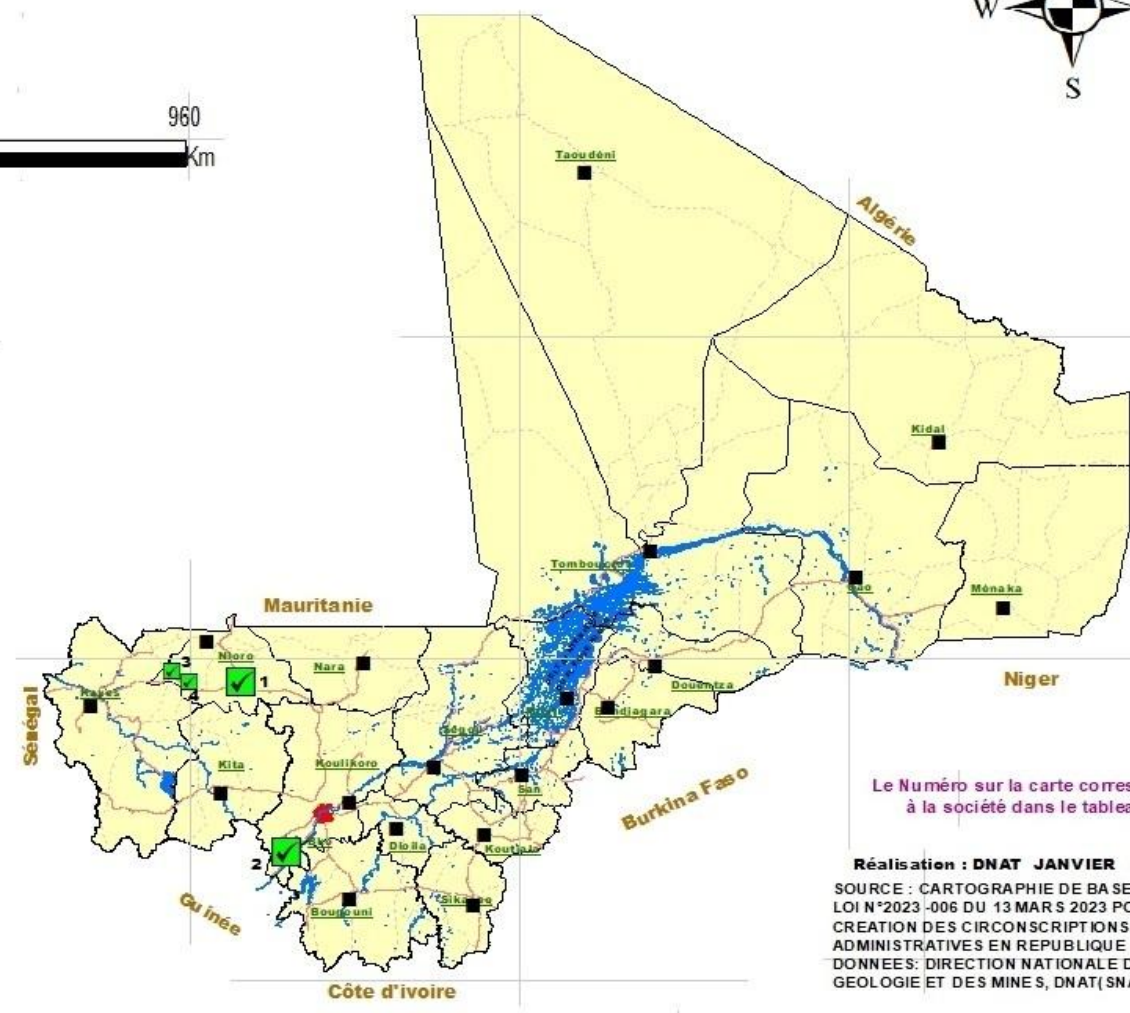 W
S
960
Km
Taoudéni
Algérie
Kidal
Tombouc
Gao
Ménaka
Mauritanie
Nioro
3
4
1
Nara
Kayes
Douentza
Niger
Sénégal
Ségou
Kita
Koulikoro
San
Burkina Faso
Le Numéro sur la carte corres
à la société dans le tablea
2
Bko
Dioila
Koutiala
Réalisation : DNAT JANVIER
SOURCE : CARTOGRAPHIE DE BASE
LOI N°2023 -006 DU 13 MARS 2023 PO
CREATION DES CIRCONSCRIPTIONS
ADMINISTRATIVES EN REPUBLIQUE
DONNEES: DIRECTION NATIONALE D
GEOLOGIE ET DES MINES, DNAT(SNA
Guinée
Bougouni
Sikasso
Côte d'ivoire